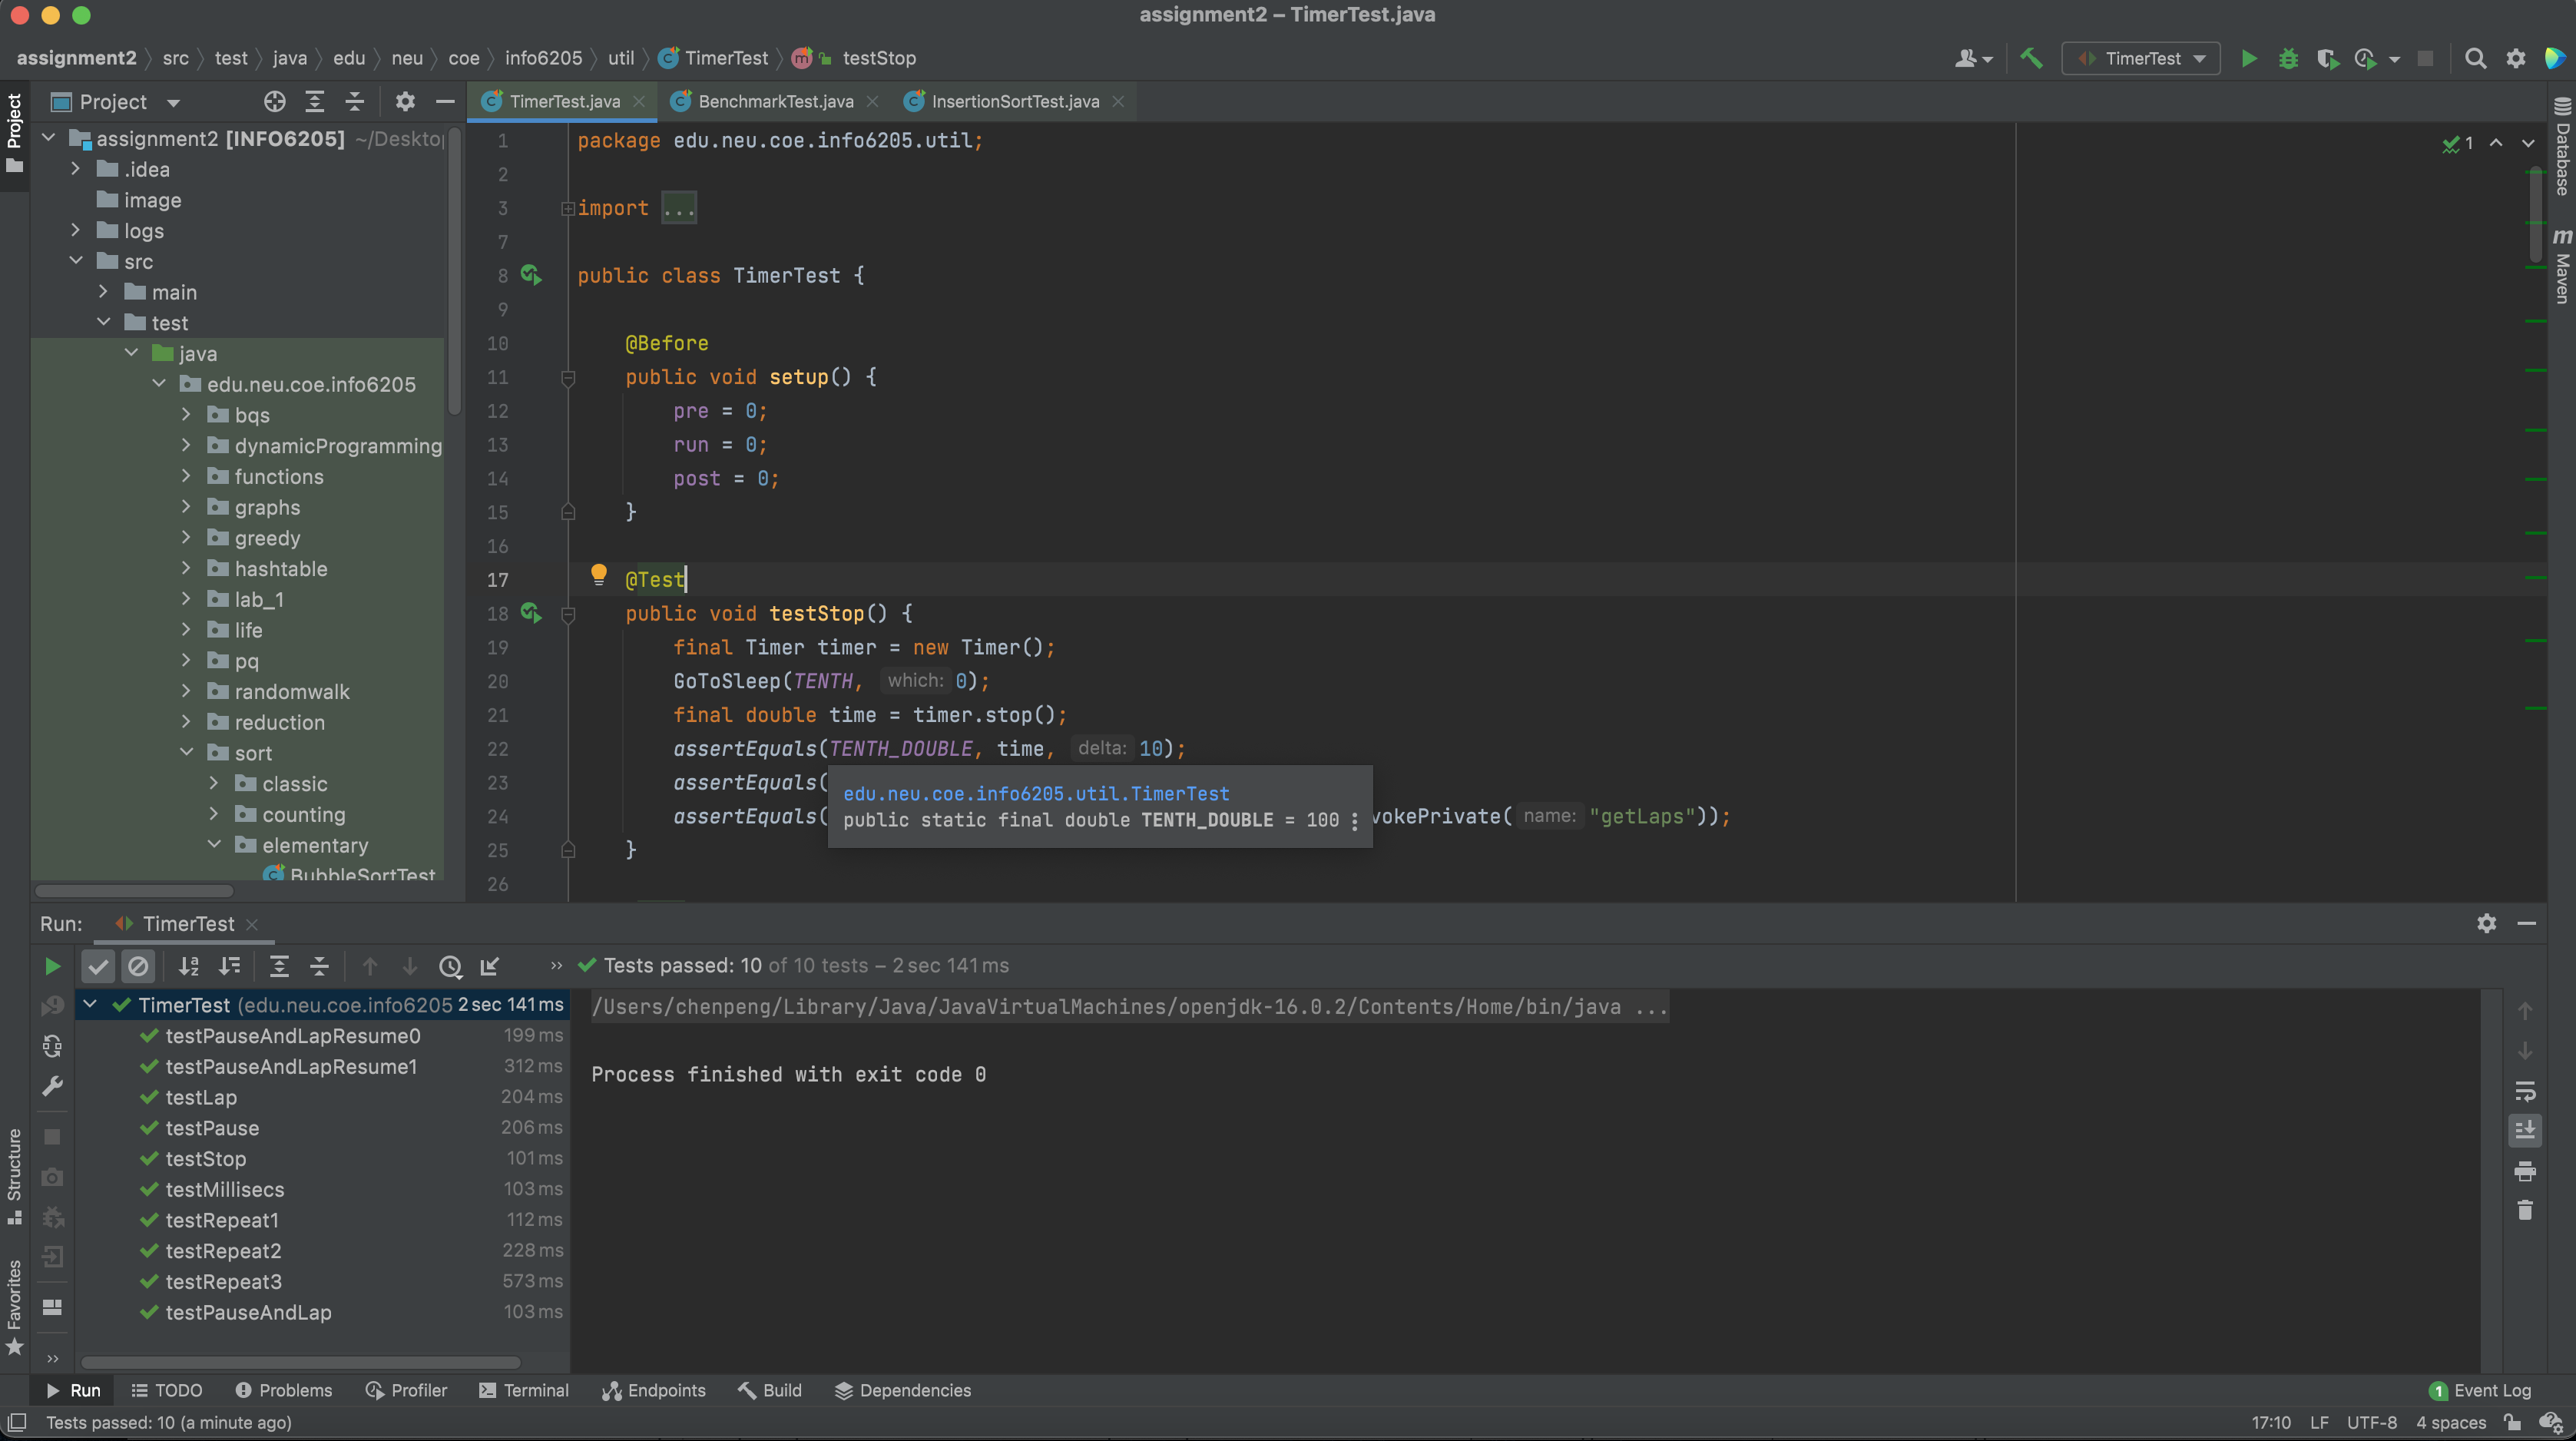 assignment2 – TimerTest.java
assignment2 src test java edu neu coe info6205 util TimerTest m testStop
TimerTest
Project
TimerTest.java BenchmarkTest.java InsertionSortTest.java
Project
assignment2 [INFO6205] ~/Deskto
.idea
image
logs
src
main
test
java
edu.neu.coe.info6205
bqs
dynamicProgramming
functions
graphs
greedy
hashtable
lab_1
life
pq
randomwalk
reduction
sort
classic
counting
elementary
BubbleSortTest
1 package edu.neu.coe.info6205.util;
2
3 import ...
7
8 public class TimerTest {
9
10 @Before
11 public void setup() {
12 pre = 0;
13 run = 0;
14 post = 0;
15 }
16
17 @Test
18 public void testStop() {
19 final Timer timer = new Timer();
20 GoToSleep(TENTH, which: 0);
21 final double time = timer.stop();
22 assertEquals(TENTH_DOUBLE, time, delta: 10);
23 assertEquals(
24 assertEquals( vokePrivate( name: "getLaps"));
25 }
26
edu.neu.coe.info6205.util.TimerTest
public static final double TENTH_DOUBLE = 100
1
Database
m Maven
Run: TimerTest
Tests passed: 10 of 10 tests – 2 sec 141 ms
TimerTest (edu.neu.coe.info6205 2 sec 141 ms
testPauseAndLapResume0 199 ms
testPauseAndLapResume1 312 ms
testLap 204 ms
testPause 206 ms
testStop 101 ms
testMillisecs 103 ms
testRepeat1 112 ms
testRepeat2 228 ms
testRepeat3 573 ms
testPauseAndLap 103 ms
/Users/chenpeng/Library/Java/JavaVirtualMachines/openjdk-16.0.2/Contents/Home/bin/java ...
Process finished with exit code 0
Structure
Favorites
Run TODO Problems Profiler Terminal Endpoints Build Dependencies 1 Event Log
Tests passed: 10 (a minute ago) 17:10 LF UTF-8 4 spaces